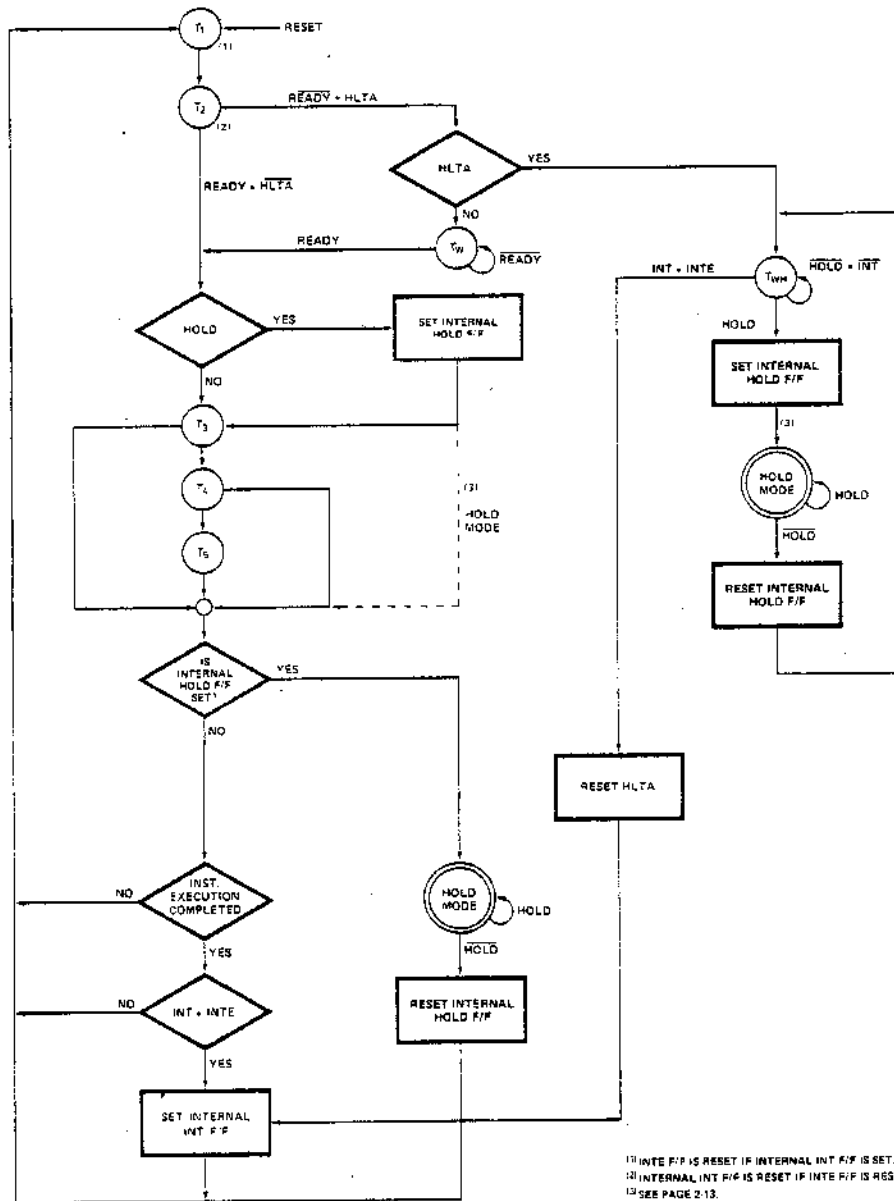 T1
RESET
(1)
T2
(2)
READY + HLTA
HLTA
YES
NO
READY + HLTA
READY
TW
READY
INT + INTE
TWH
HOLD + INT
HOLD
YES
SET INTERNAL
HOLD F/F
NO
HOLD
SET INTERNAL
HOLD F/F
(3)
T3
T4
T5
(3)
HOLD
MODE
HOLD
MODE
HOLD
HOLD
RESET INTERNAL
HOLD F/F
IS
INTERNAL
HOLD F/F
SET?
YES
NO
RESET HLTA
INST.
EXECUTION
COMPLETED
NO
YES
HOLD
MODE
HOLD
HOLD
RESET INTERNAL
HOLD F/F
INT + INTE
NO
YES
SET INTERNAL
INT F/F
(1) INTE F/F IS RESET IF INTERNAL INT F/F IS SET.
(2) INTERNAL INT F/F IS RESET IF INTE F/F IS RES
(3) SEE PAGE 2-13.